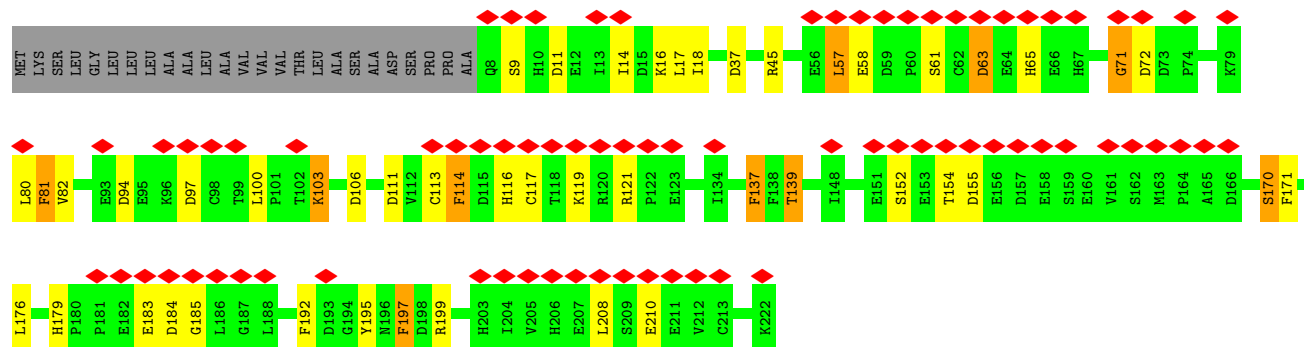 MET LYS SER LEU GLY LEU LEU LEU ALA ALA LEU ALA VAL VAL VAL THR LEU ALA SER ALA ASP SER PRO PRO ALA Q8 S9 H10 D11 E12 I13 I14 D15 K16 L17 I18 D37 R45 E56 L57 E58 D59 P60 S61 C62 D63 E64 H65 E66 H67 G71 D72 D73 P74 K79
L80 F81 V82 E93 D94 E95 K96 D97 C98 T99 L100 P101 T102 K103 D106 D111 V112 C113 F114 D115 H116 C117 T118 K119 R120 R121 P122 E123 I134 F137 F138 T139 I148 E151 S152 E153 T154 D155 E156 D157 E158 S159 E160 V161 S162 M163 P164 A165 D166 S170 F171
L176 H179 P180 P181 E182 E183 D184 G185 L186 G187 L188 F192 D193 G194 Y195 N196 F197 D198 R199 H203 I204 V205 H206 E207 L208 S209 E210 E211 V212 C213 K222